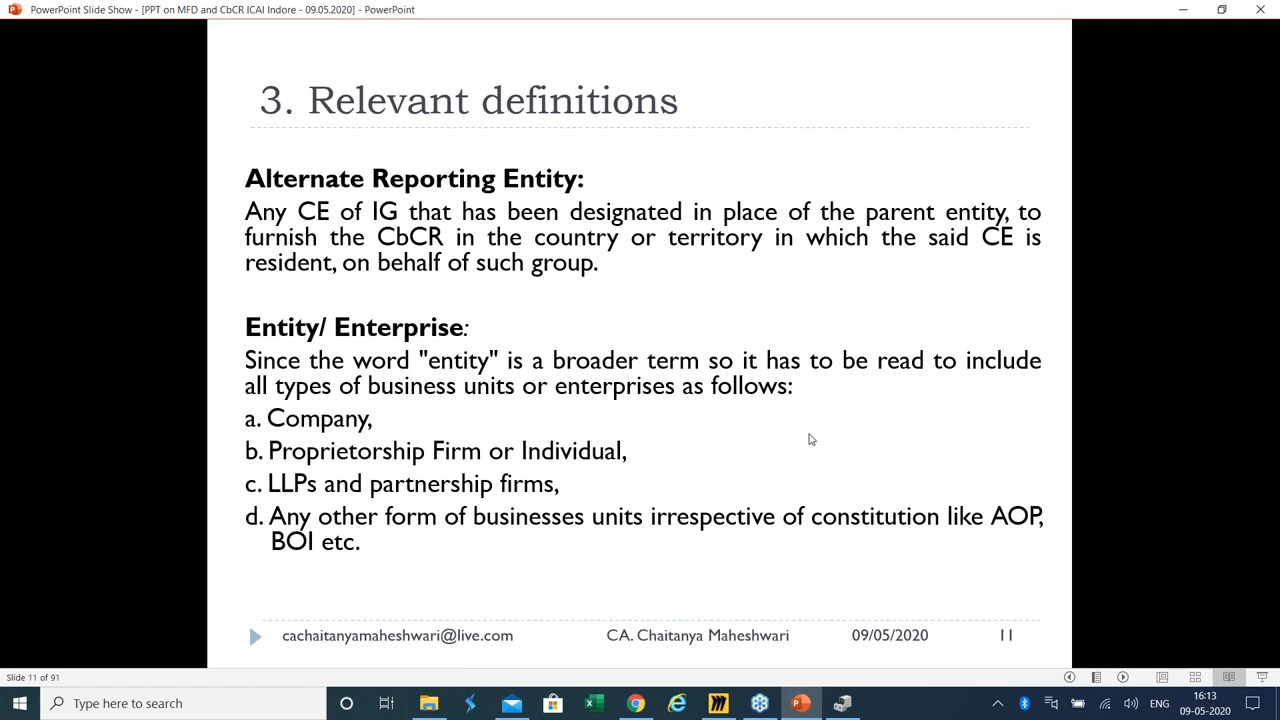 PowerPoint Slide Show - [PPT on MFD and CbCR ICAI Indore - 09.05.2020] - PowerPoint
3. Relevant definitions
Alternate Reporting Entity:
Any CE of IG that has been designated in place of the parent entity, to
furnish the CbCR in the country or territory in which the said CE is
resident, on behalf of such group.
Entity/ Enterprise:
Since the word "entity" is a broader term so it has to be read to include
all types of business units or enterprises as follows:
a. Company,
b. Proprietorship Firm or Individual,
c. LLPs and partnership firms,
d. Any other form of businesses units irrespective of constitution like AOP,
BOI etc.
cachaitanyamaheshwari@live.com CA. Chaitanya Maheshwari 09/05/2020 11
Slide 11 of 91
Type here to search
ENG
16:13
09-05-2020